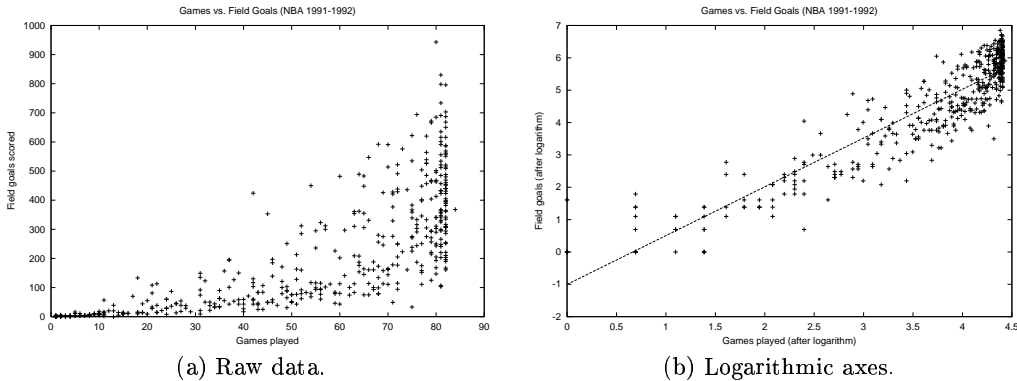 Games vs. Field Goals (NBA 1991-1992)
1000
900
800
700
600
500
400
300
200
100
0
Field goals scored
0 10 20 30 40 50 60 70 80 90
Games played
(a) Raw data.
Games vs. Field Goals (NBA 1991-1992)
7
6
5
4
3
2
1
0
-1
-2
Field goals (after logarithm)
0 0.5 1 1.5 2 2.5 3 3.5 4 4.5
Games played (after logarithm)
(b) Logarithmic axes.